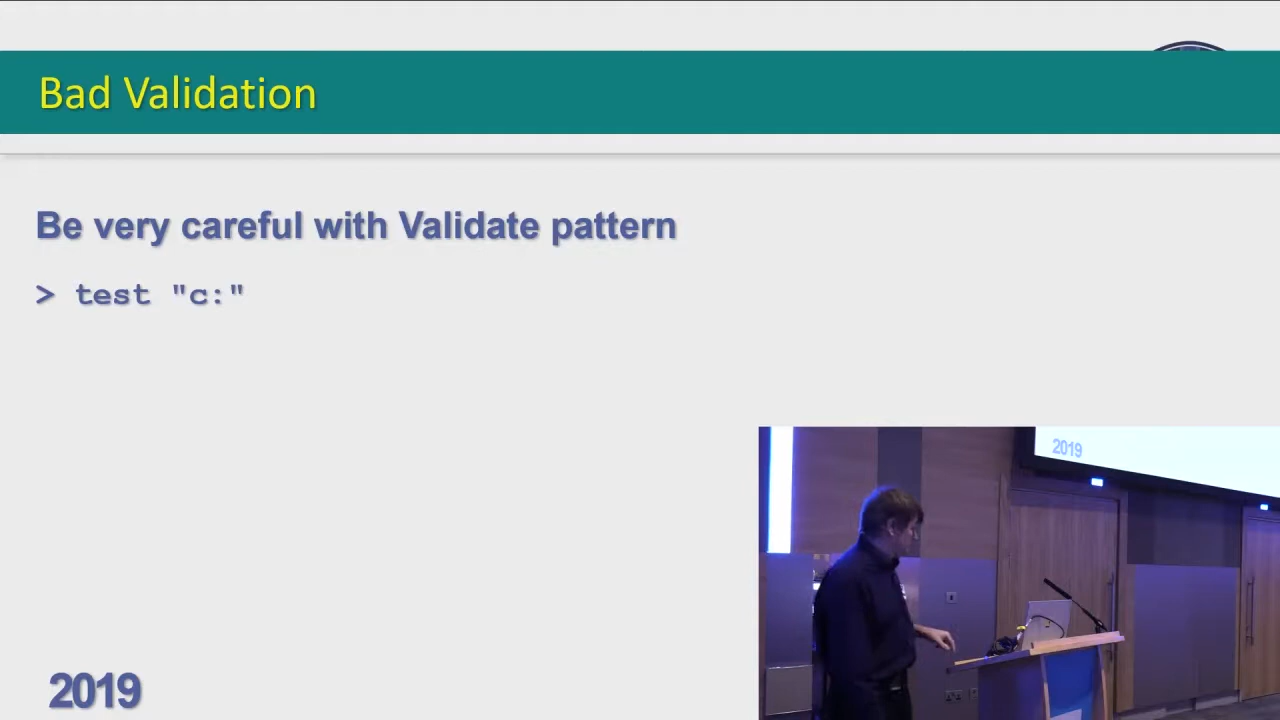 Bad Validation
Be very careful with Validate pattern
> test "c:"
2019
2019